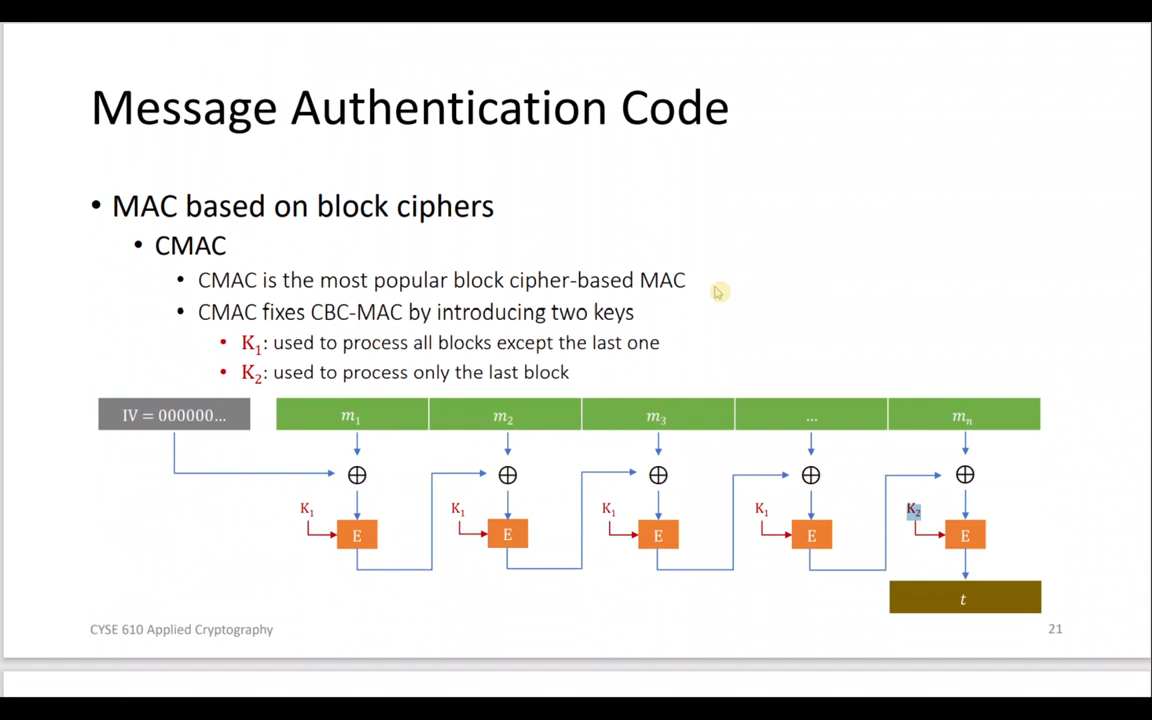 Message Authentication Code
• MAC based on block ciphers
• CMAC
• CMAC is the most popular block cipher-based MAC
• CMAC fixes CBC-MAC by introducing two keys
• K₁: used to process all blocks except the last one
• K₂: used to process only the last block
IV = 000000... m₁ m₂ m₃ ... mₙ
K₁ K₁ K₁ K₁ K₂
E E E E E
t
CYSE 610 Applied Cryptography 21